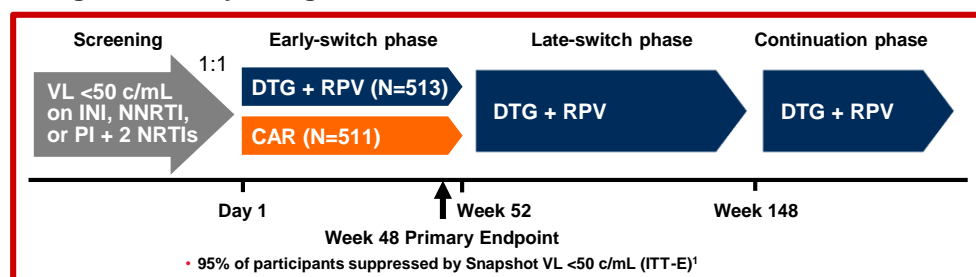 Screening
Early-switch phase
Late-switch phase
Continuation phase
1:1
VL <50 c/mL
on INI, NNRTI,
or PI + 2 NRTIs
DTG + RPV (N=513)
CAR (N=511)
DTG + RPV
DTG + RPV
Day 1
Week 52
Week 148
Week 48 Primary Endpoint
• 95% of participants suppressed by Snapshot VL <50 c/mL (ITT-E)¹